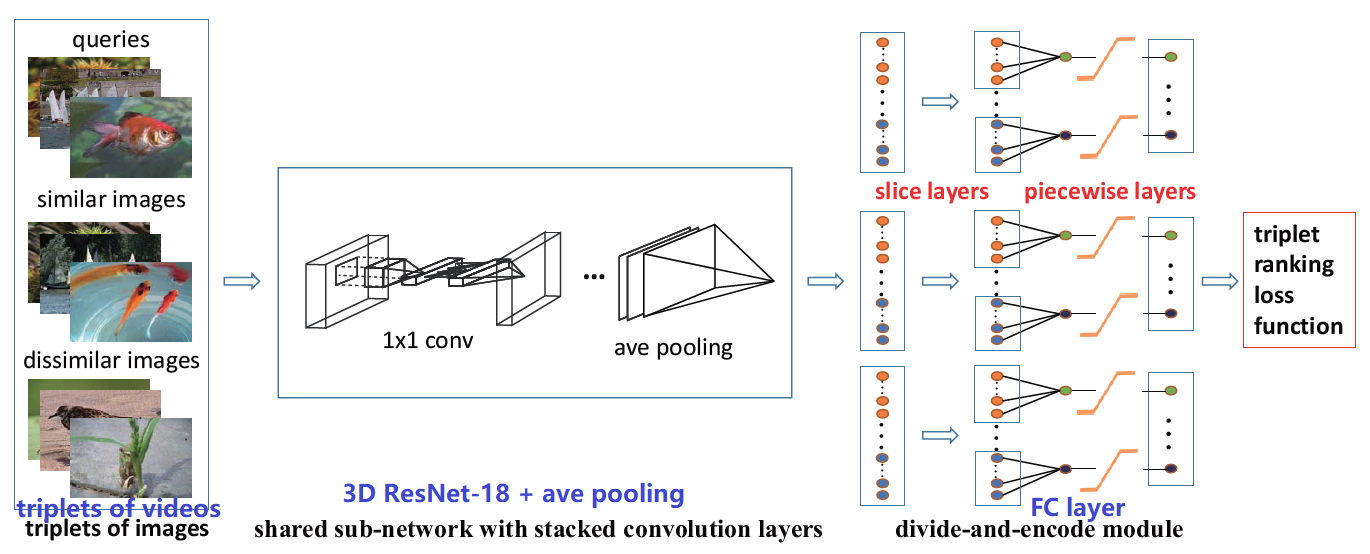 queries
similar images
dissimilar images
triplets of videos
triplets of images
1x1 conv
...
ave pooling
3D ResNet-18 + ave pooling
shared sub-network with stacked convolution layers
slice layers
piecewise layers
FC layer
divide-and-encode module
triplet
ranking
loss
function